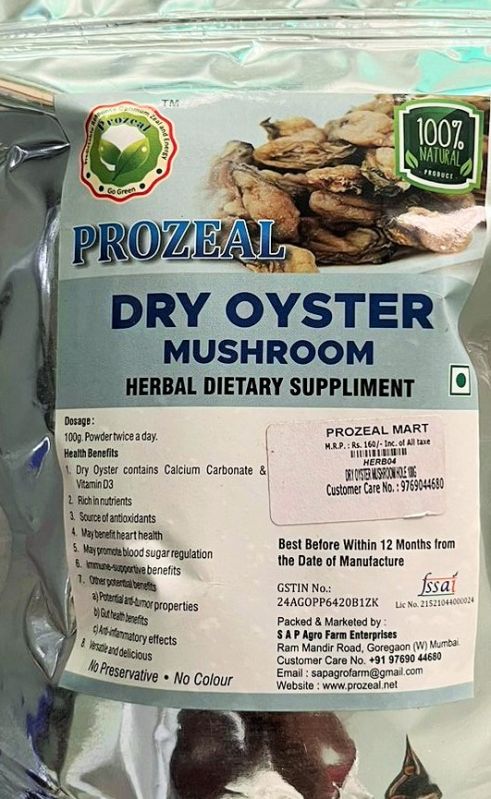 TM
Prozeal
Go Green
100%
NATURAL
PRODUCE
PROZEAL
DRY OYSTER
MUSHROOM
HERBAL DIETARY SUPPLIMENT
Dosage :
100g. Powder twice a day.
Health Benefits
1. Dry Oyster contains Calcium Carbonate &
Vitamin D3
2. Rich in nutrients
3. Source of antioxidants
4. May benefit heart health
5. May promote blood sugar regulation
6. Immune-supportive benefits
7. Other potential benefits
a) Potential anti-tumor properties
b) Gut health benefits
c) Anti-inflammatory effects
8. Versatile and delicious
No Preservative • No Colour
PROZEAL MART
M.R.P. : Rs. 160/- Inc. of All taxe
HERB04
DRY OYSTER MUSHROOM HOLE 100G
Customer Care No. : 9769044680
Best Before Within 12 Months from
the Date of Manufacture
GSTIN No.:
24AGOPP6420B1ZK
fssai
Lic No. 21521044000024
Packed & Marketed by :
S A P Agro Farm Enterprises
Ram Mandir Road, Goregaon (W) Mumbai.
Customer Care No. +91 97690 44680
Email : sapagrofarm@gmail.com
Website : www.prozeal.net